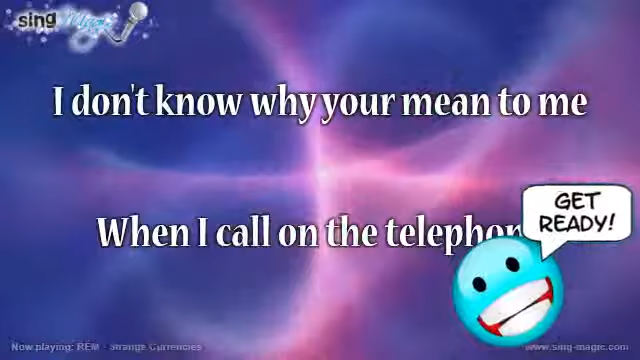 sing Magic
I don't know why your mean to me
When I call on the telephon
GET
READY!
Now playing: REM - Strange Currencies
www.sing-magic.com